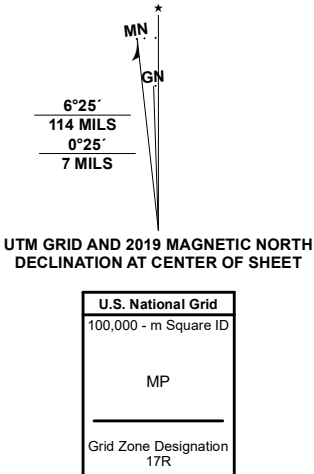 MN
GN
6°25´
114 MILS
0°25´
7 MILS
UTM GRID AND 2019 MAGNETIC NORTH
DECLINATION AT CENTER OF SHEET
U.S. National Grid
100,000 - m Square ID
MP
Grid Zone Designation
17R